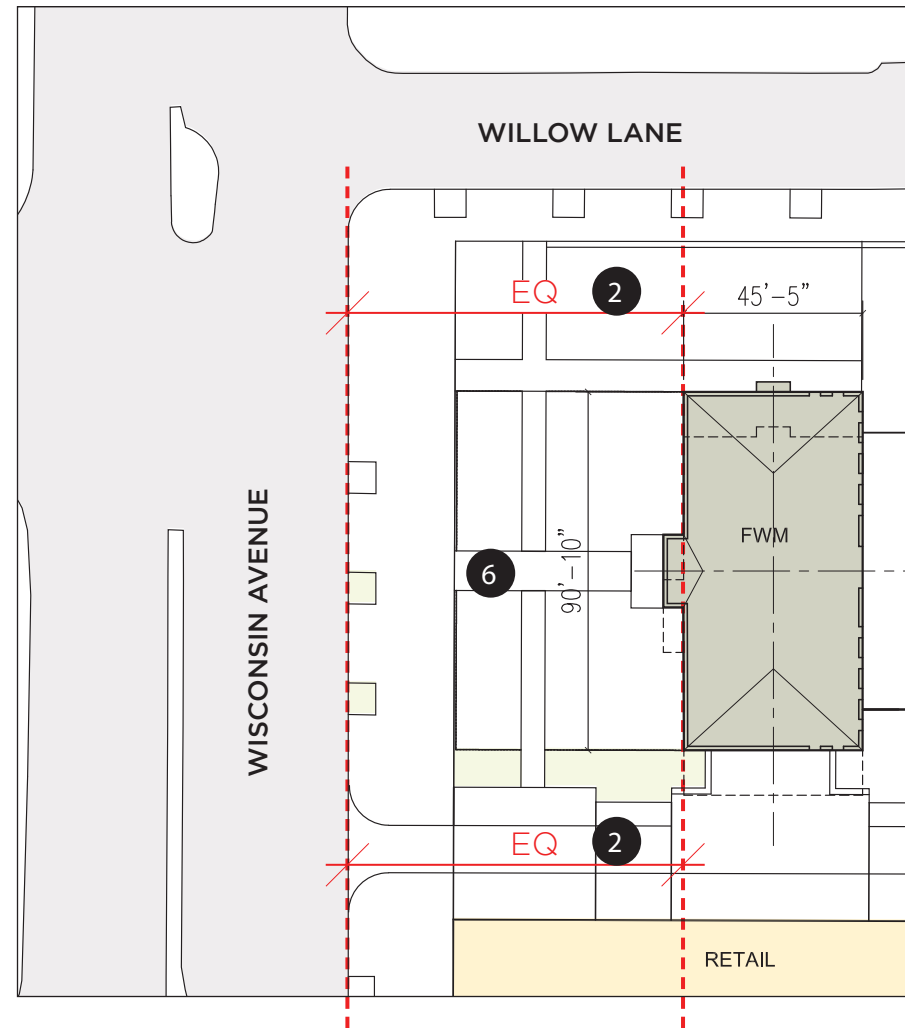 WILLOW LANE
EQ
2
45'-5"
WISCONSIN AVENUE
6
90'-10"
FWM
EQ
2
RETAIL